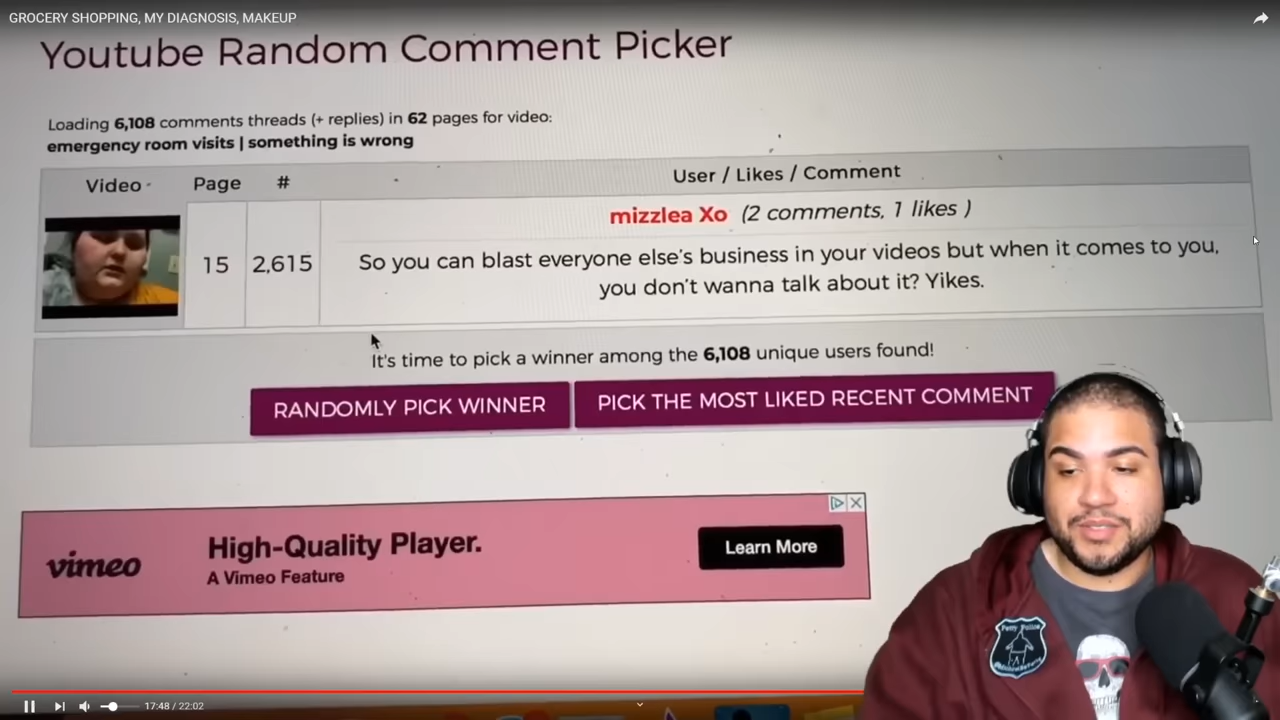 GROCERY SHOPPING, MY DIAGNOSIS, MAKEUP
Youtube Random Comment Picker
Loading 6,108 comments threads (+ replies) in 62 pages for video:
emergency room visits | something is wrong
Video Page # User / Likes / Comment
mizzlea Xo (2 comments, 1 likes )
15 2,615 So you can blast everyone else's business in your videos but when it comes to you,
you don't wanna talk about it? Yikes.
It's time to pick a winner among the 6,108 unique users found!
RANDOMLY PICK WINNER PICK THE MOST LIKED RECENT COMMENT
vimeo High-Quality Player. Learn More
A Vimeo Feature
Petty Police
17:48 / 22:02